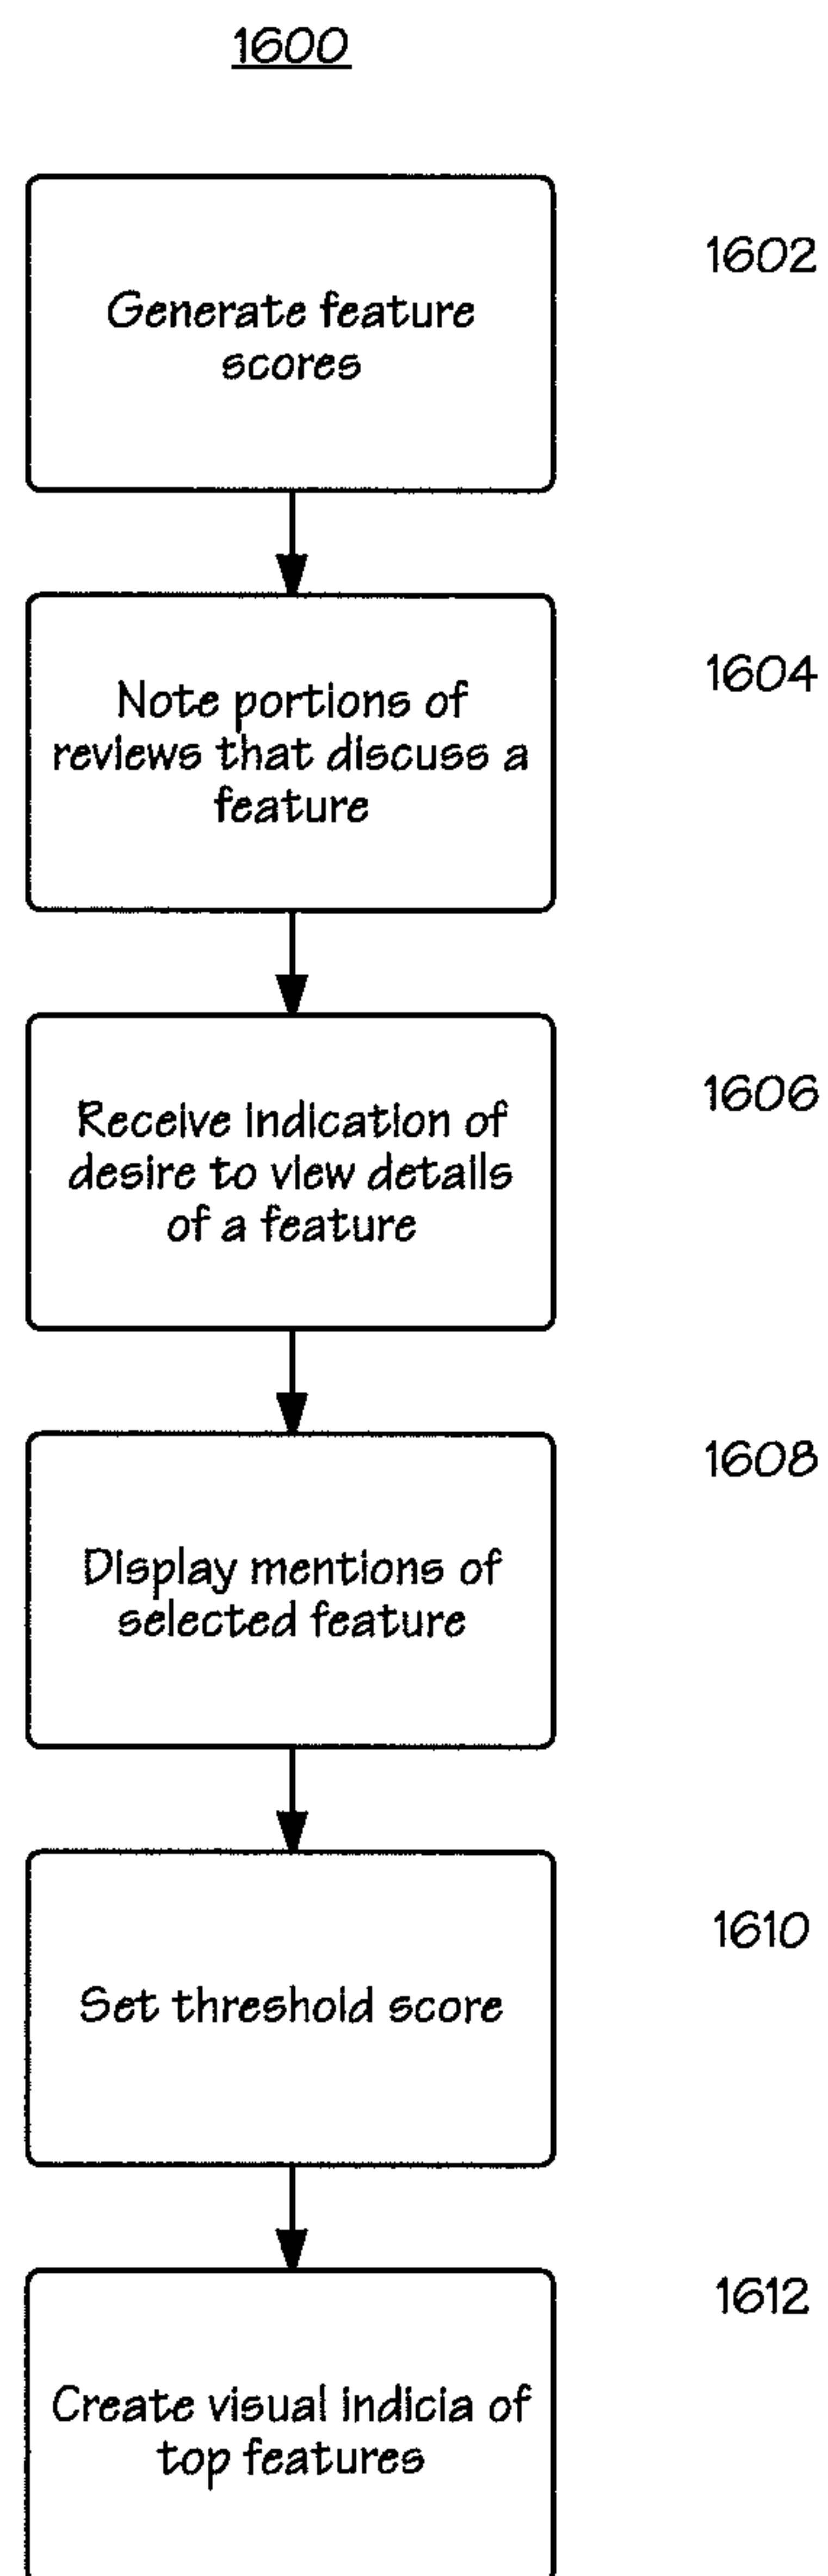 1600
1602
Generate feature
scores
1604
Note portions of
reviews that discuss a
feature
1606
Receive indication of
desire to view details
of a feature
1608
Display mentions of
selected feature
1610
Set threshold score
1612
Create visual indicia of
top features